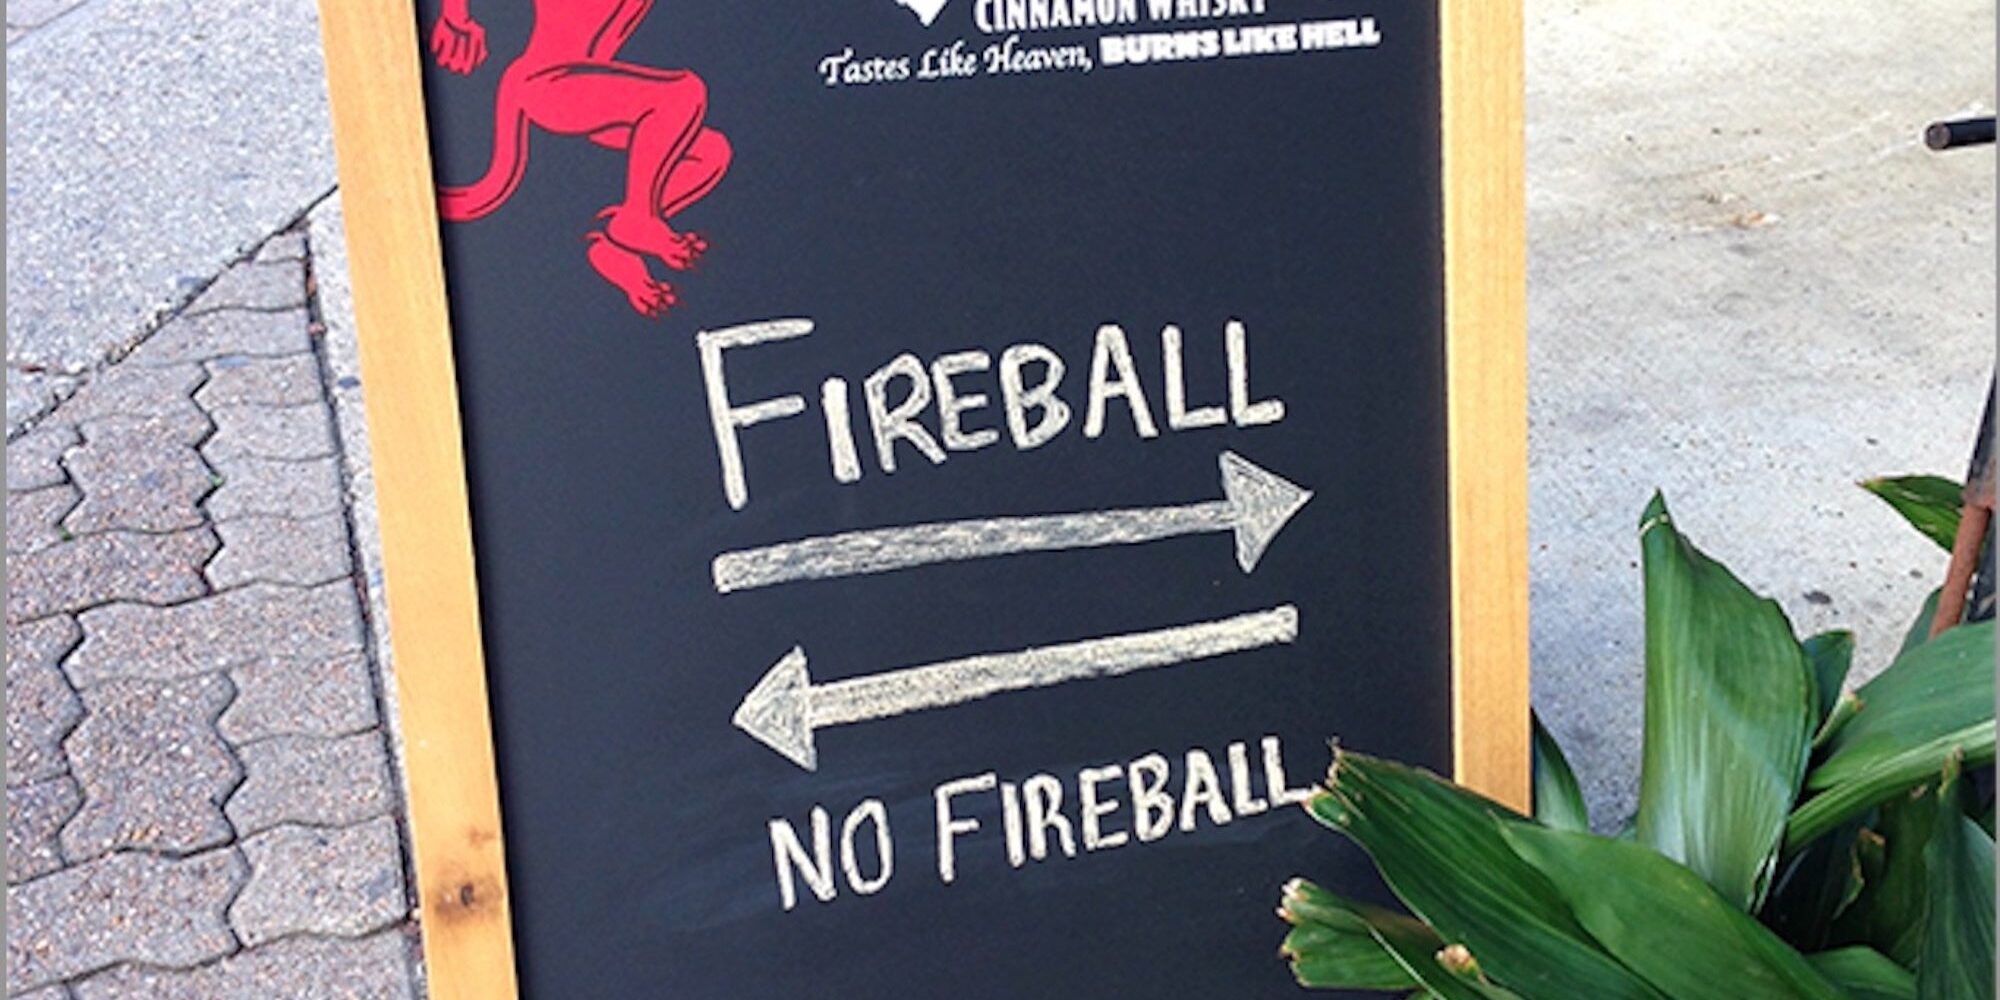 CINNAMON WHISKY
Tastes Like Heaven, BURNS LIKE HELL
FIREBALL
NO FIREBALL